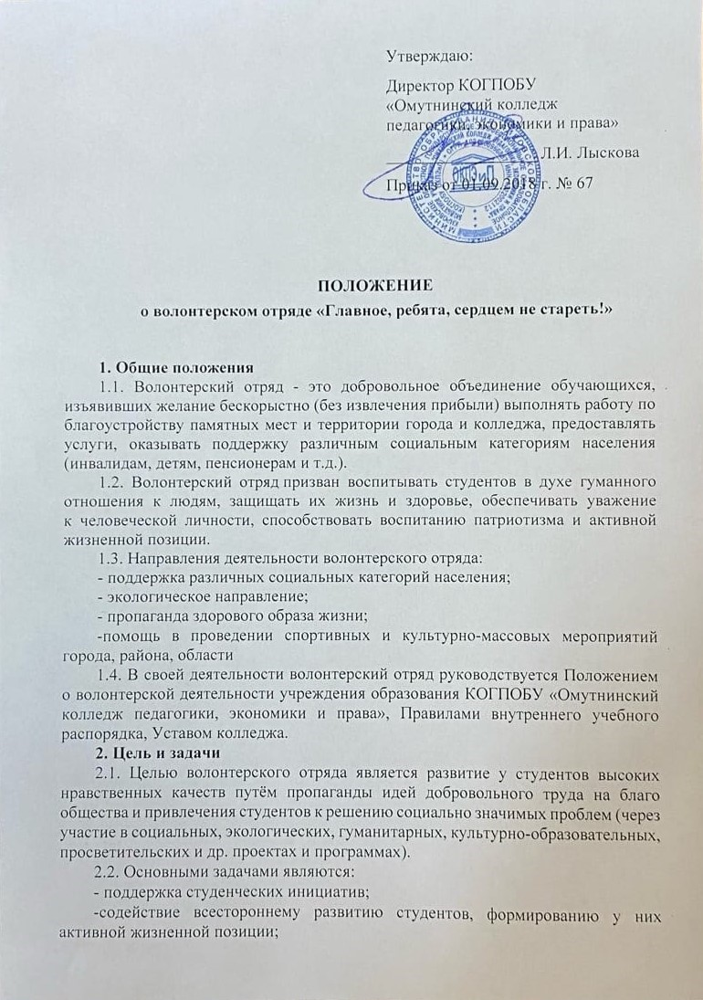 Утверждаю:
Директор КОГПОБУ
«Омутнинский колледж
педагогики, экономики и права»
Л.И. Лыскова
Приказ от 01.09.2018 г. № 67
ОКПЭиП
ПОЛОЖЕНИЕ
о волонтерском отряде «Главное, ребята, сердцем не стареть!»
1. Общие положения
1.1. Волонтерский отряд - это добровольное объединение обучающихся,
изъявивших желание бескорыстно (без извлечения прибыли) выполнять работу по
благоустройству памятных мест и территории города и колледжа, предоставлять
услуги, оказывать поддержку различным социальным категориям населения
(инвалидам, детям, пенсионерам и т.д.).
1.2. Волонтерский отряд призван воспитывать студентов в духе гуманного
отношения к людям, защищать их жизнь и здоровье, обеспечивать уважение
к человеческой личности, способствовать воспитанию патриотизма и активной
жизненной позиции.
1.3. Направления деятельности волонтерского отряда:
- поддержка различных социальных категорий населения;
- экологическое направление;
- пропаганда здорового образа жизни;
-помощь в проведении спортивных и культурно-массовых мероприятий
города, района, области
1.4. В своей деятельности волонтерский отряд руководствуется Положением
о волонтерской деятельности учреждения образования КОГПОБУ «Омутнинский
колледж педагогики, экономики и права», Правилами внутреннего учебного
распорядка, Уставом колледжа.
2. Цель и задачи
2.1. Целью волонтерского отряда является развитие у студентов высоких
нравственных качеств путём пропаганды идей добровольного труда на благо
общества и привлечения студентов к решению социально значимых проблем (через
участие в социальных, экологических, гуманитарных, культурно-образовательных,
просветительских и др. проектах и программах).
2.2. Основными задачами являются:
- поддержка студенческих инициатив;
-содействие всестороннему развитию студентов, формированию у них
активной жизненной позиции;